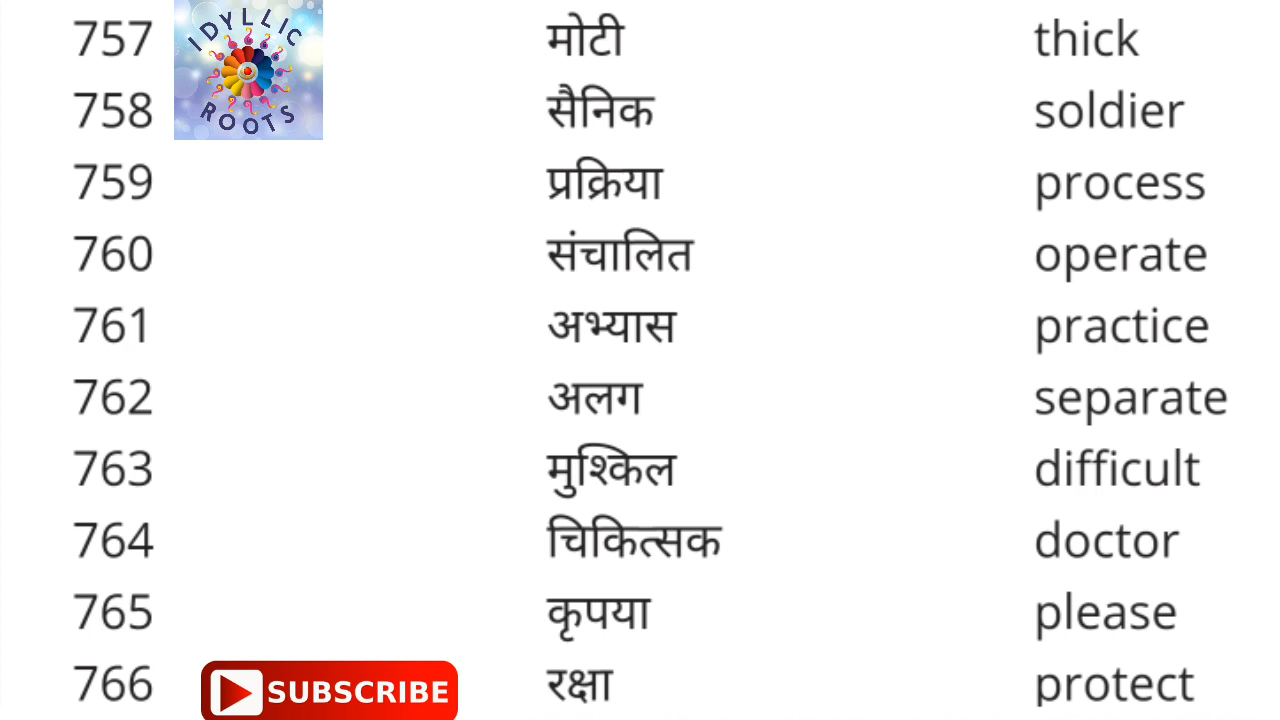 IDYLLIC ROOTS
757 मोटी thick
758 सैनिक soldier
759 प्रक्रिया process
760 संचालित operate
761 अभ्यास practice
762 अलग separate
763 मुश्किल difficult
764 चिकित्सक doctor
765 कृपया please
766 रक्षा protect
SUBSCRIBE